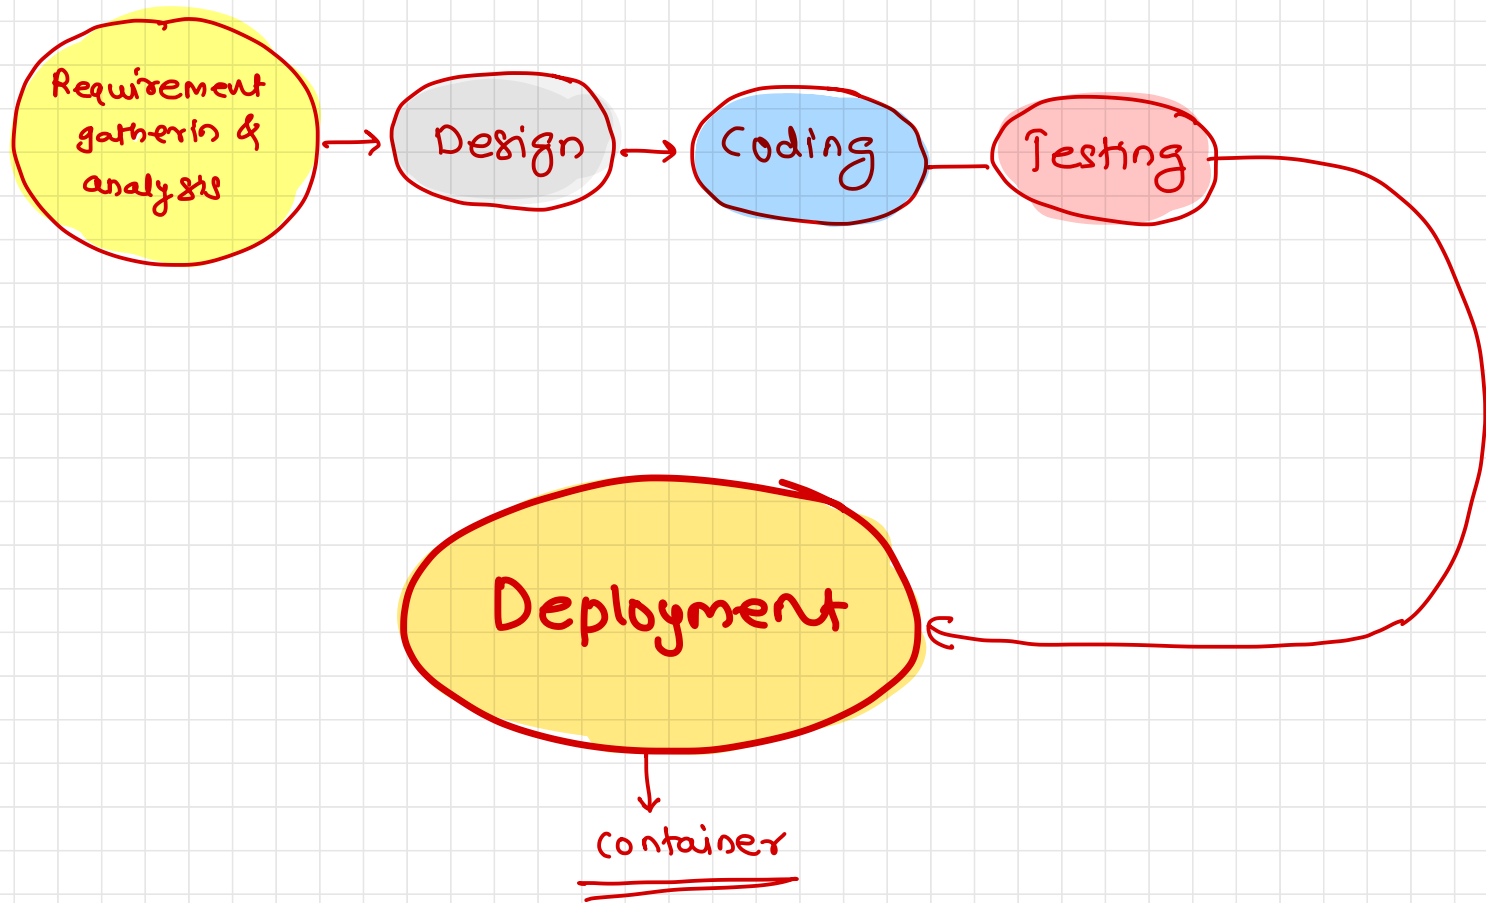 Requirement
gatherin &
analysis
Design
Coding
Testing
Deployment
container